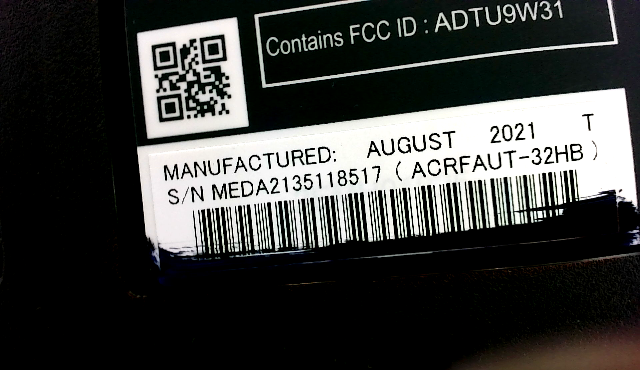 Contains FCC ID : ADTU9W31
MANUFACTURED: AUGUST 2021 T
S/N MEDA2135118517 ( ACRFAUT-32HB )